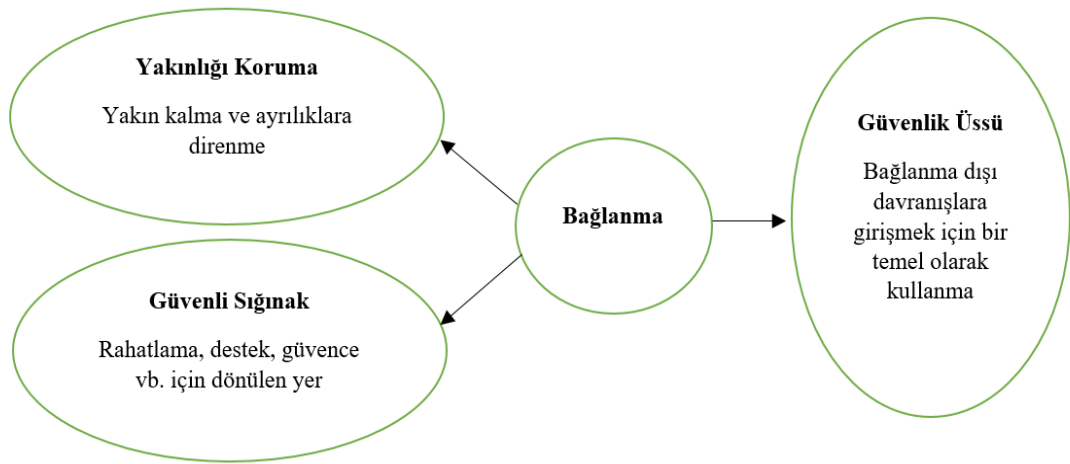 Yakınlığı Koruma
Yakın kalma ve ayrılıklara
direnme
Güvenli Sığınak
Rahatlama, destek, güvence
vb. için dönülen yer
Bağlanma
Güvenlik Üssü
Bağlanma dışı
davranışlara
girişmek için bir
temel olarak
kullanma